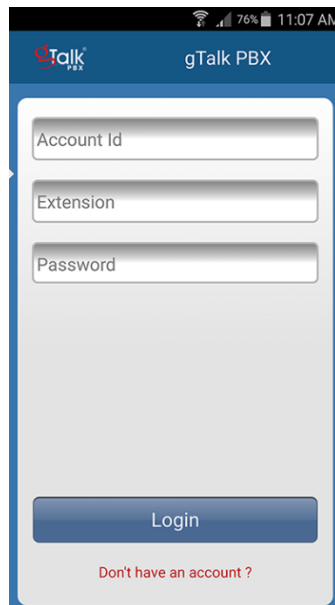 76% 11:07 AM
gTalk®
PBX
gTalk PBX
Account Id
Extension
Password
Login
Don't have an account ?